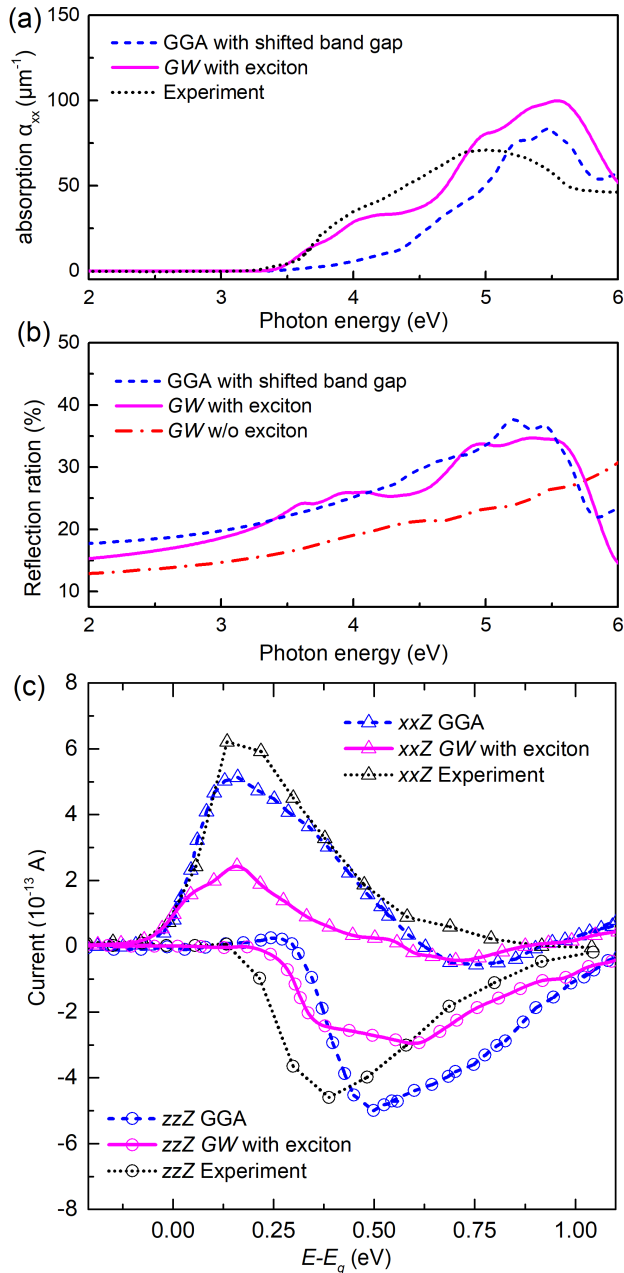 (a)
150
100
50
0
absorption αxx (μm-1)
GGA with shifted band gap
GW with exciton
Experiment
2 3 4 5 6
Photon energy (eV)
(b)
50
40
30
20
10
Reflection ration (%)
GGA with shifted band gap
GW with exciton
GW w/o exciton
2 3 4 5 6
Photon energy (eV)
(c)
8
6
4
2
0
-2
-4
-6
-8
Current (10-13 A)
xxZ GGA
xxZ GW with exciton
xxZ Experiment
zzZ GGA
zzZ GW with exciton
zzZ Experiment
0.00 0.25 0.50 0.75 1.00
E-Eg (eV)